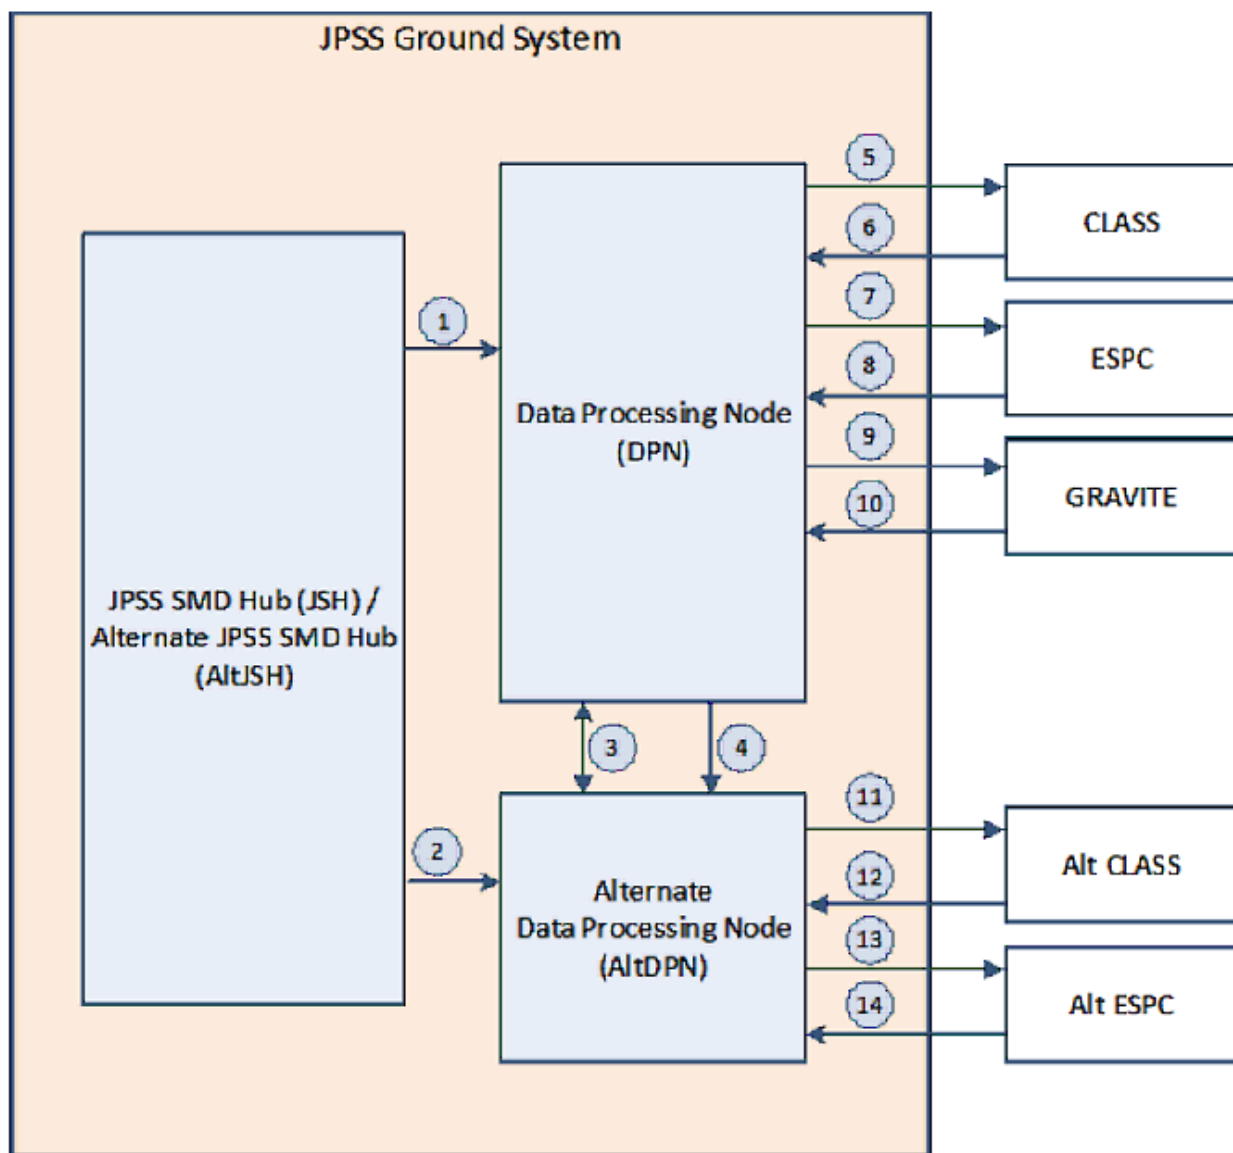 JPSS Ground System
5
CLASS
6
7
1
ESPC
8
Data Processing Node
(DPN)
9
GRAVITE
10
JPSS SMD Hub (JSH) /
Alternate JPSS SMD Hub
(AltJSH)
3
4
11
2
Alt CLASS
12
Alternate
Data Processing Node
(AltDPN)
13
Alt ESPC
14